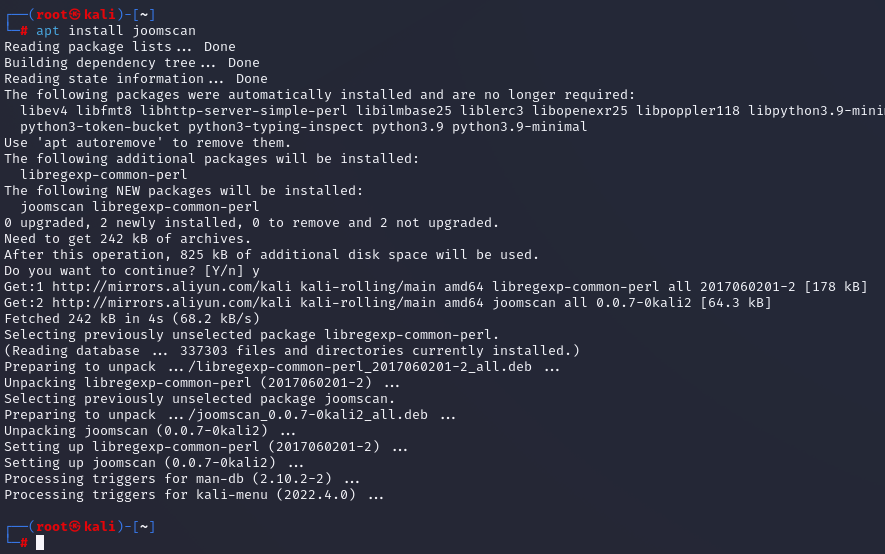 ┌──(root㉿kali)-[~]
└─# apt install joomscan
Reading package lists... Done
Building dependency tree... Done
Reading state information... Done
The following packages were automatically installed and are no longer required:
  libev4 libfmt8 libhttp-server-simple-perl libilmbase25 liblerc3 libopenexr25 libpoppler118 libpython3.9-mini
  python3-token-bucket python3-typing-inspect python3.9 python3.9-minimal
Use 'apt autoremove' to remove them.
The following additional packages will be installed:
  libregexp-common-perl
The following NEW packages will be installed:
  joomscan libregexp-common-perl
0 upgraded, 2 newly installed, 0 to remove and 2 not upgraded.
Need to get 242 kB of archives.
After this operation, 825 kB of additional disk space will be used.
Do you want to continue? [Y/n] y
Get:1 http://mirrors.aliyun.com/kali kali-rolling/main amd64 libregexp-common-perl all 2017060201-2 [178 kB]
Get:2 http://mirrors.aliyun.com/kali kali-rolling/main amd64 joomscan all 0.0.7-0kali2 [64.3 kB]
Fetched 242 kB in 4s (68.2 kB/s)
Selecting previously unselected package libregexp-common-perl.
(Reading database ... 337303 files and directories currently installed.)
Preparing to unpack .../libregexp-common-perl_2017060201-2_all.deb ...
Unpacking libregexp-common-perl (2017060201-2) ...
Selecting previously unselected package joomscan.
Preparing to unpack .../joomscan_0.0.7-0kali2_all.deb ...
Unpacking joomscan (0.0.7-0kali2) ...
Setting up libregexp-common-perl (2017060201-2) ...
Setting up joomscan (0.0.7-0kali2) ...
Processing triggers for man-db (2.10.2-2) ...
Processing triggers for kali-menu (2022.4.0) ...
┌──(root㉿kali)-[~]
└─#